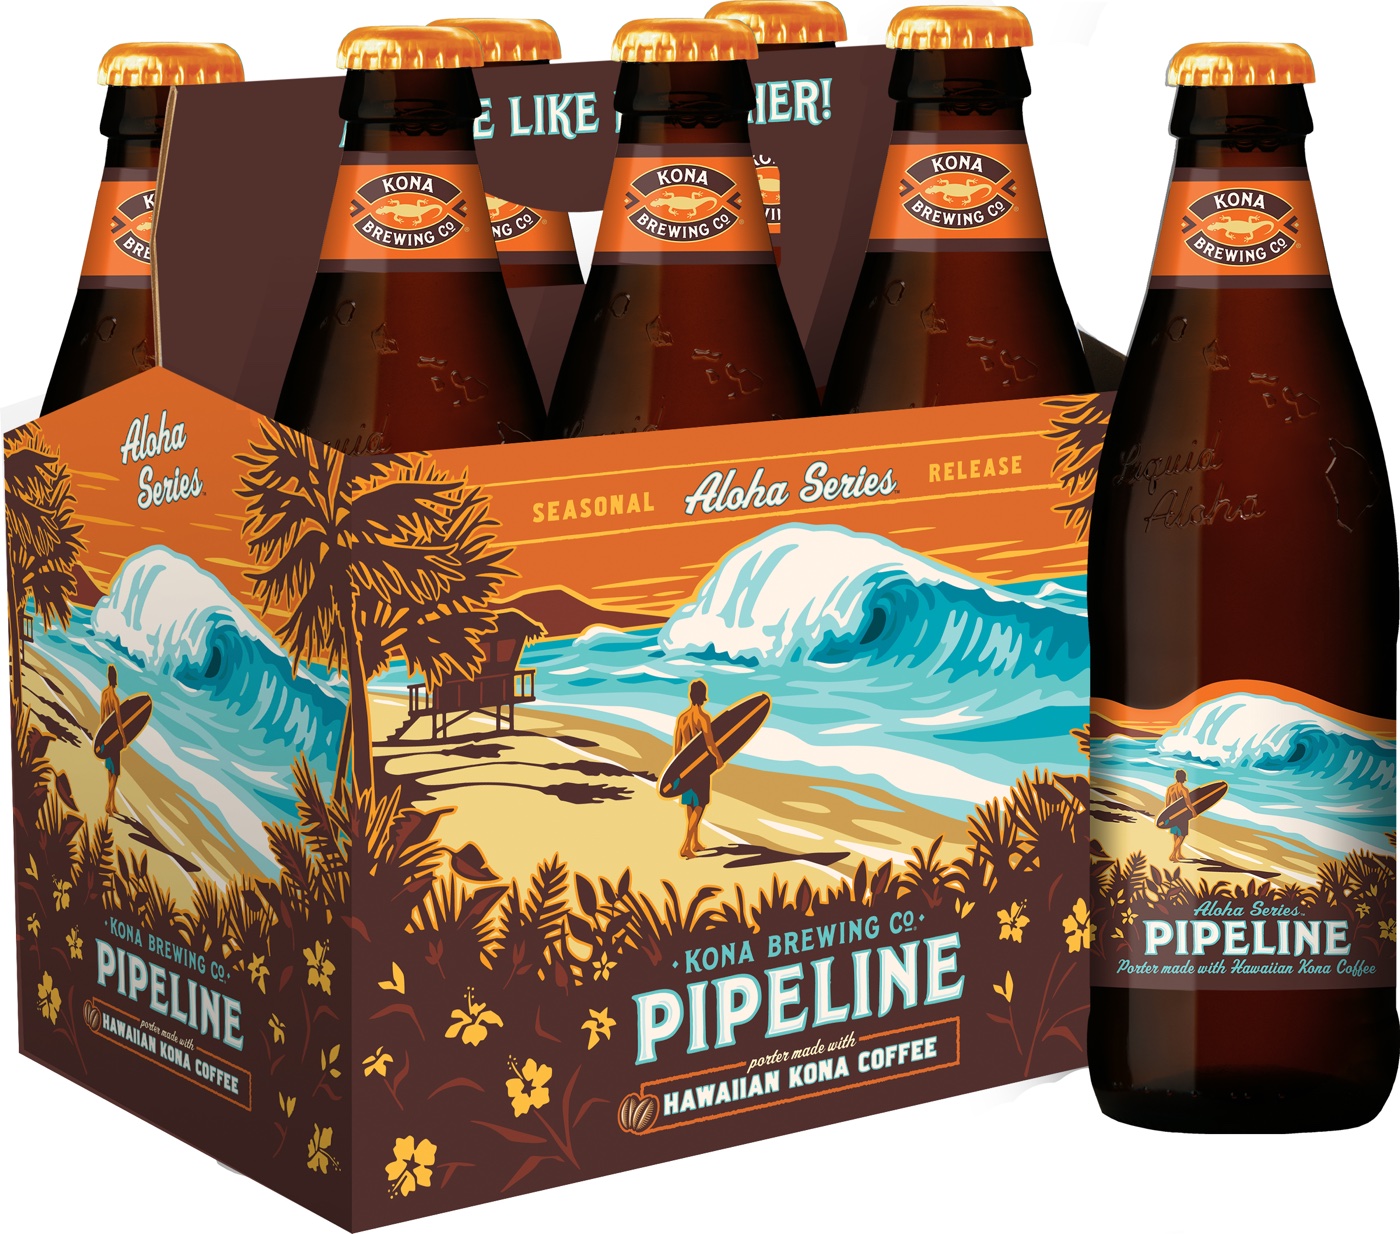 LIKE
KONA
BREWING Co
KONA
BREWING Co
KONA
BREWING Co
KONA
BREWING Co
Aloha
Series
SEASONAL Aloha Series RELEASE
Liquid
Aloha
KONA BREWING Co.
PIPELINE
porter made with
HAWAIIAN KONA COFFEE
·KONA BREWING Co.·
PIPELINE
porter made with
HAWAIIAN KONA COFFEE
Aloha Series
PIPELINE
Porter made with Hawaiian Kona Coffee